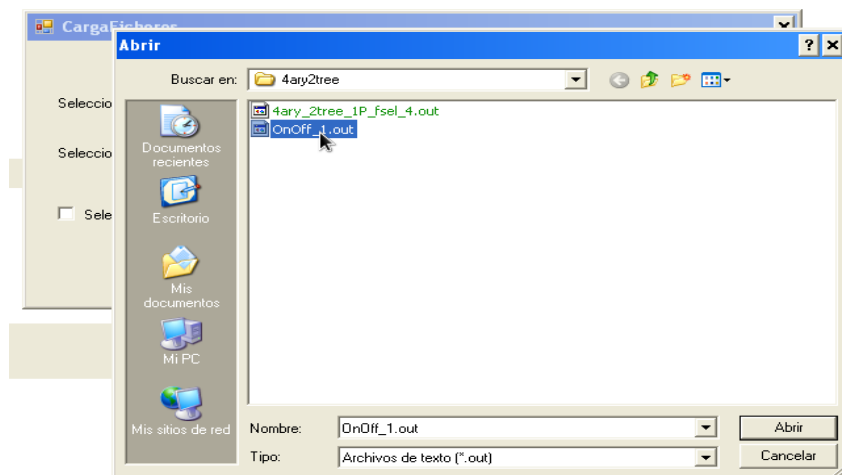 CargaFicheros
Abrir
Buscar en: 4ary2tree
Seleccio
4ary_2tree_1P_fsel_4.out
OnOff_1.out
Documentos
recientes
Seleccio
Sele
Escritorio
Mis
documentos
Mi PC
Mis sitios de red
Nombre: OnOff_1.out Abrir
Tipo: Archivos de texto (*.out) Cancelar